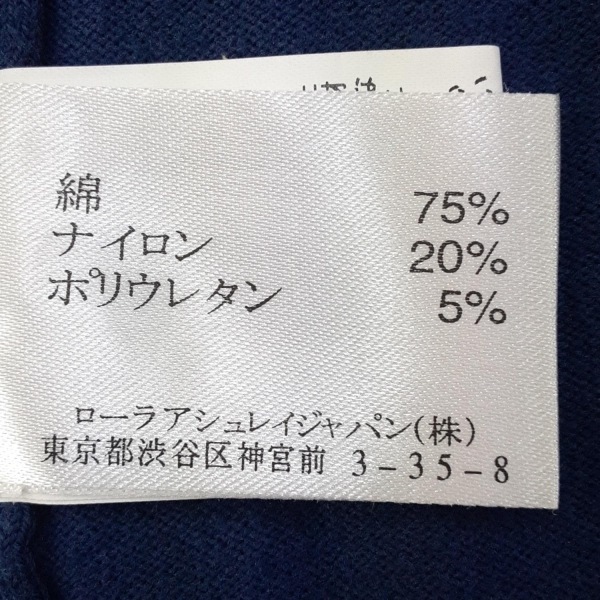 綿 75%
ナイロン 20%
ポリウレタン 5%
ローラアシュレイジャパン(株)
東京都渋谷区神宮前 3-35-8